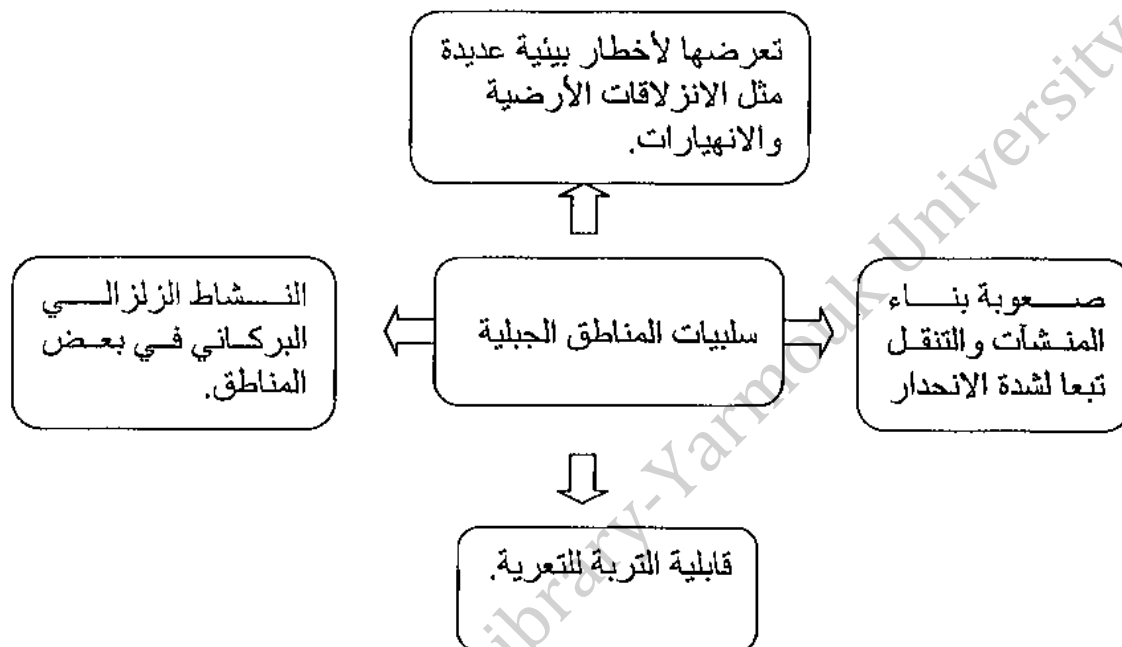 تعرضها لأخطار بيئية عديدة
مثل الانزلاقات الأرضية
والانهيارات.
صعوبة بناء
المنشآت والتنقل
تبعا لشدة الانحدار
سلبيات المناطق الجبلية
النشاط الزلزالي
البركاني في بعض
المناطق.
قابلية التربة للتعرية.
Library-Yarmouk University